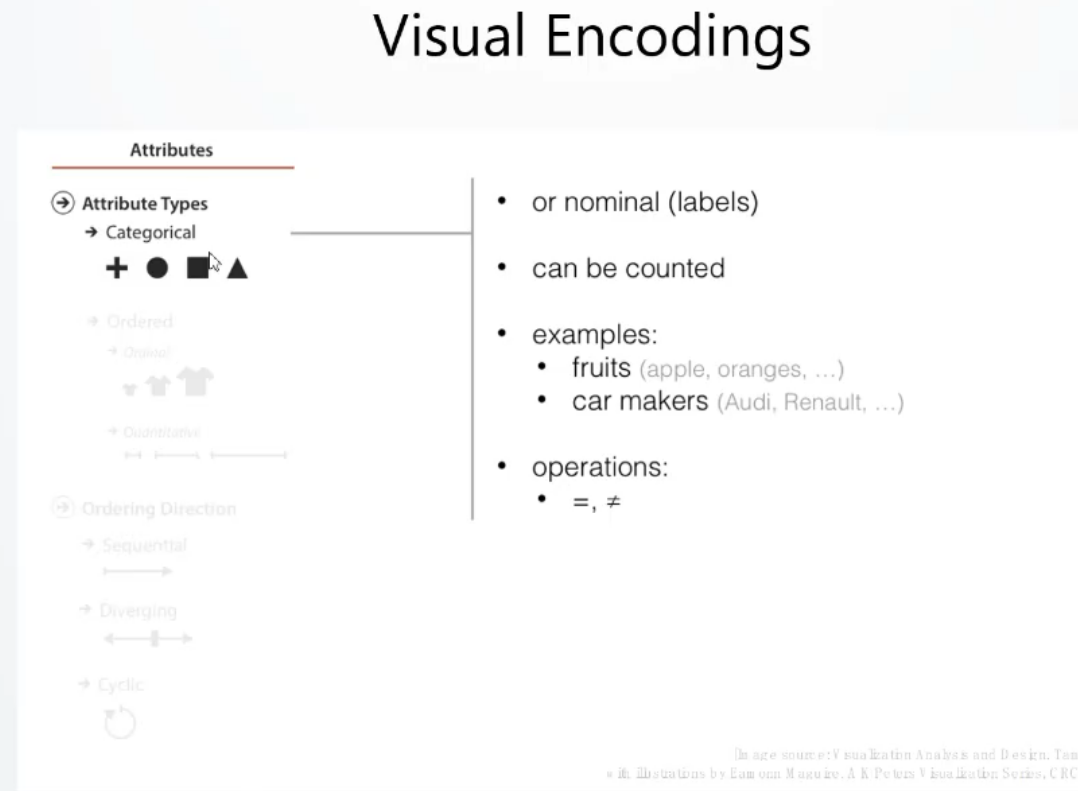 Visual Encodings
Attributes
Attribute Types
Categorical
Ordered
Ordinal
Quantitative
Ordering Direction
Sequential
Diverging
Cyclic
• or nominal (labels)
• can be counted
• examples:
• fruits (apple, oranges, …)
• car makers (Audi, Renault, …)
• operations:
• =, ≠
Image source: Visualization Analysis and Design. Tam
with illustrations by Eamonn Maguire. A K Peters Visualization Series, CRC